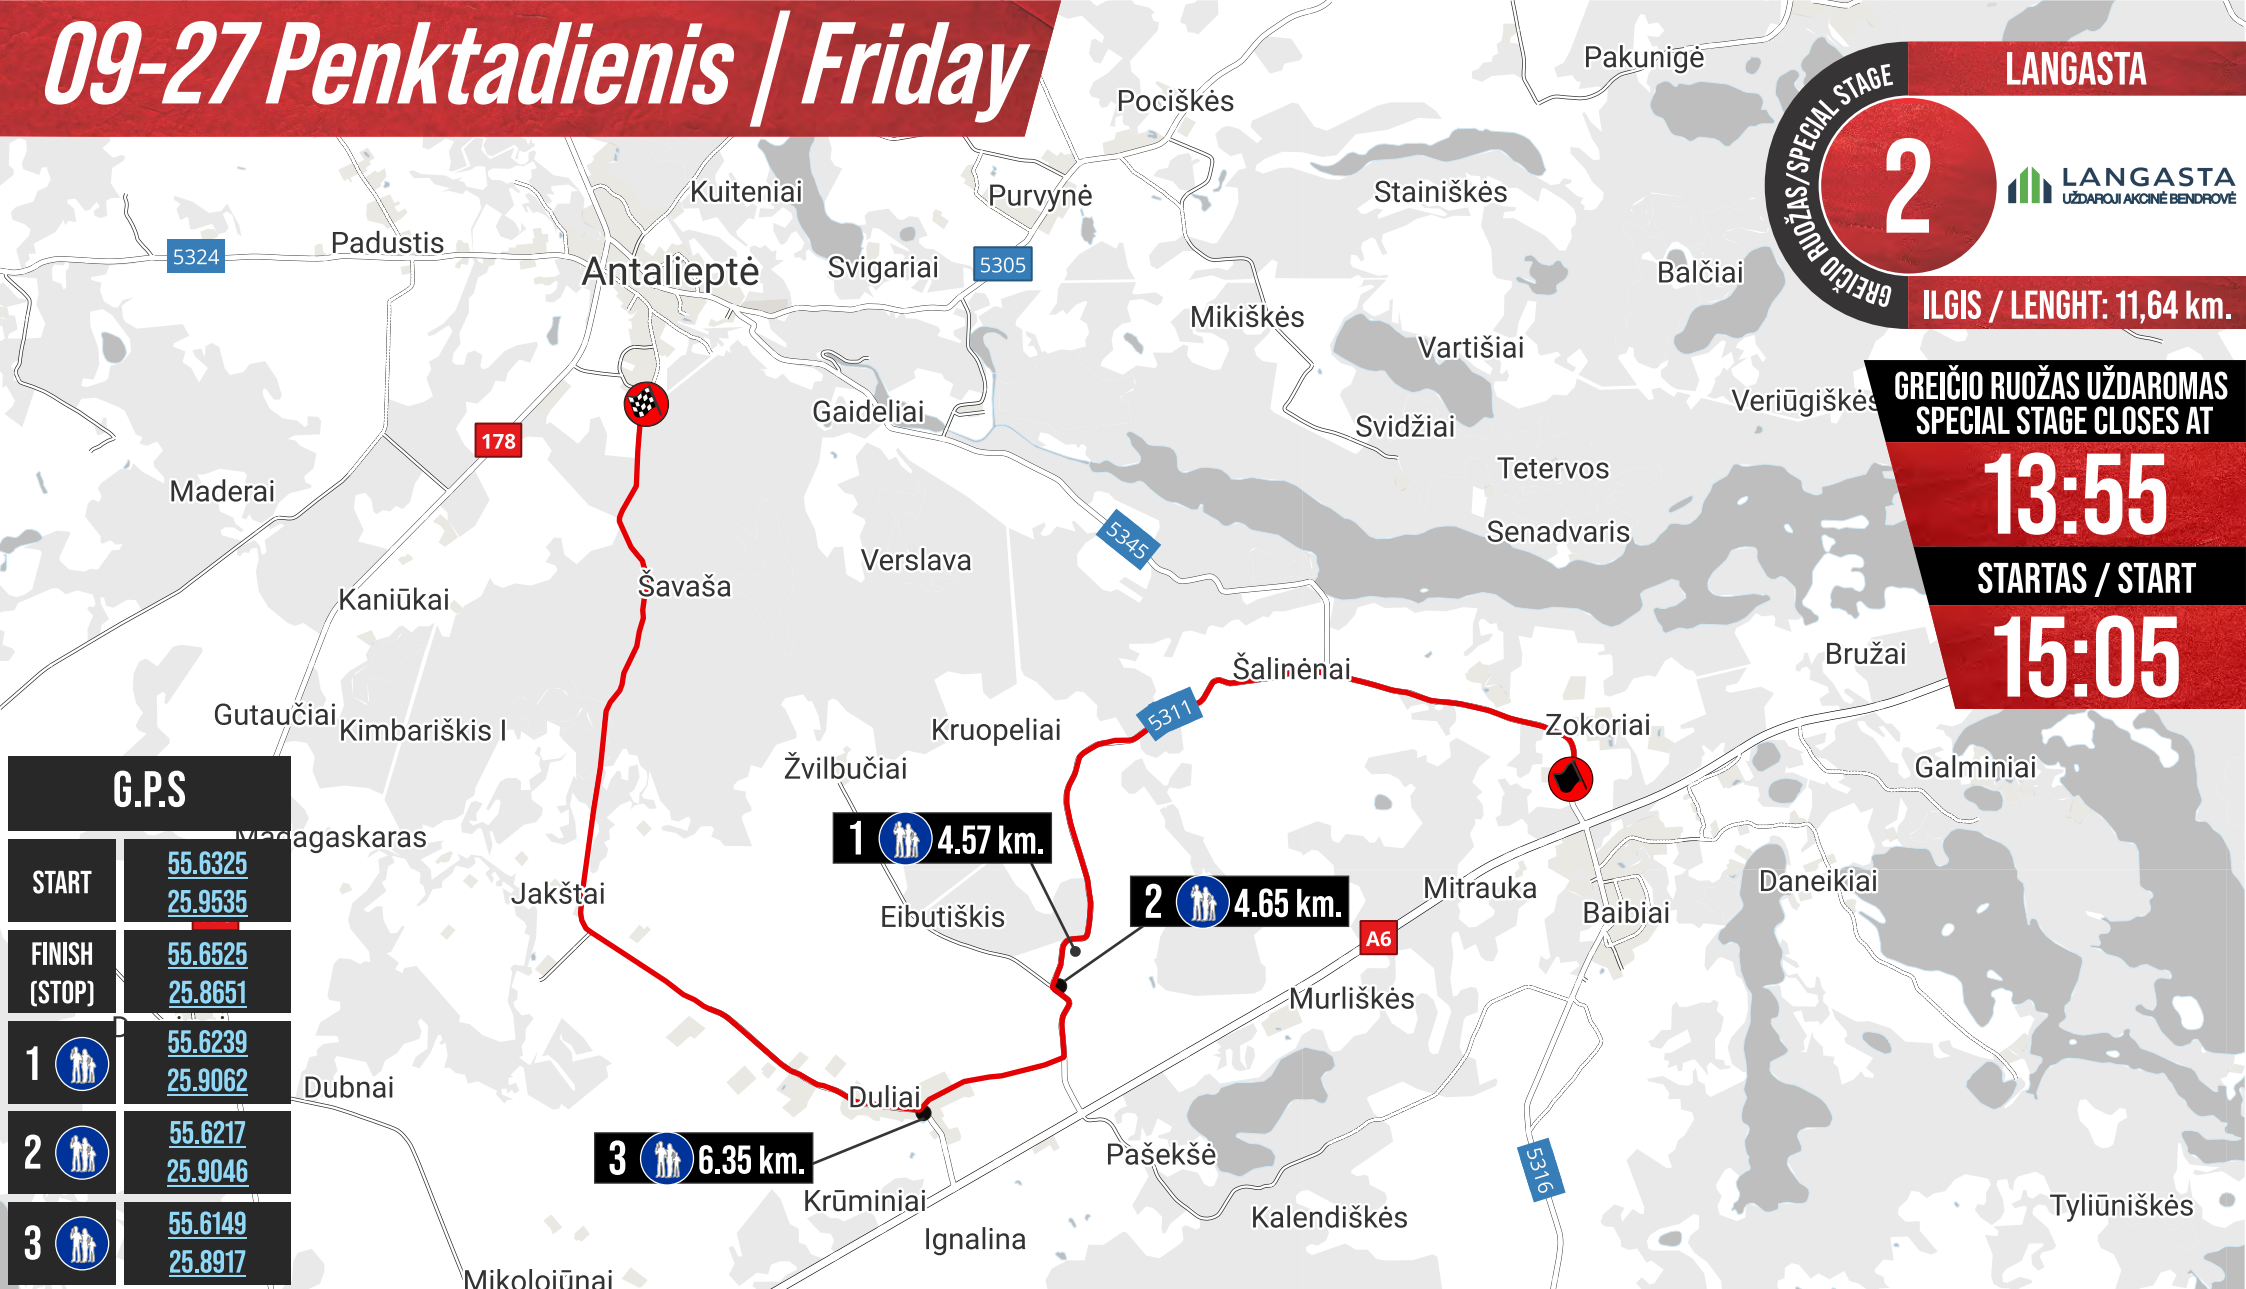 09-27 Penktadienis | Friday
GREIČIO RUOŽAS/SPECIAL STAGE
2
LANGASTA
LANGASTA
UŽDAROJI AKCINĖ BENDROVĖ
ILGIS / LENGHT: 11,64 km.
GREIČIO RUOŽAS UŽDAROMAS
SPECIAL STAGE CLOSES AT
13:55
STARTAS / START
15:05
Pakunigė
Pociškės
Kuiteniai
Purvynė
Stainiškės
Padustis
5324
Antalieptė
Svigariai
5305
Balčiai
Mikiškės
Vartišiai
Veriūgiškės
Gaideliai
Svidžiai
178
Tetervos
Maderai
Senadvaris
5345
Verslava
Šavaša
Kaniūkai
Bružai
Šalinėnai
Gutaučiai
Kimbariškis I
Kruopeliai
5311
Zokoriai
Žvilbučiai
Galminiai
Madagaskaras
1 4.57 km.
Jakštai
Eibutiškis
2 4.65 km.
Mitrauka
Daneikiai
Baibiai
A6
Murliškės
Dubnai
Duliai
3 6.35 km.
Pašekšė
5316
Krūminiai
Ignalina
Kalendiškės
Tyliūniškės
Mikolojūnai
G.P.S
START
55.6325
25.9535
FINISH
(STOP)
55.6525
25.8651
1
55.6239
25.9062
2
55.6217
25.9046
3
55.6149
25.8917